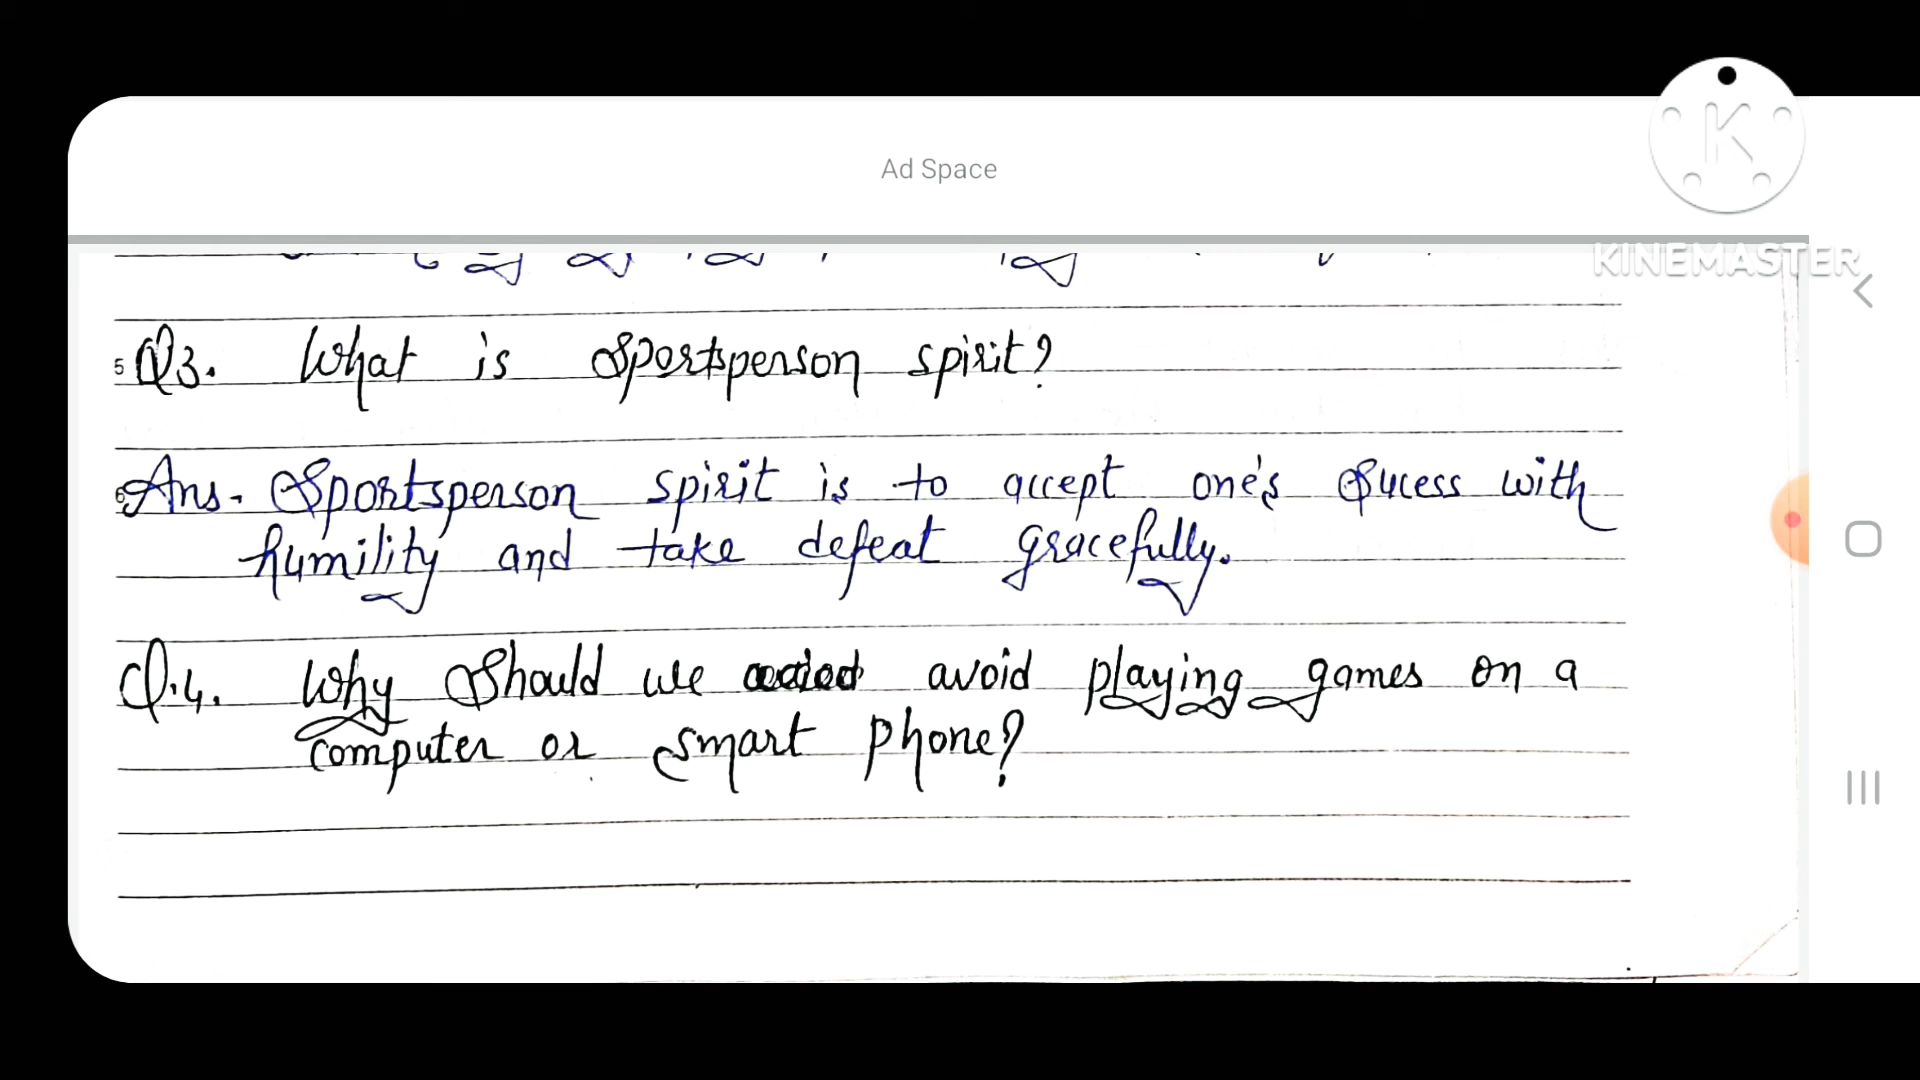 Ad Space
KINEMASTER
5 Q3. What is Sportsperson spirit?
6 Ans- Sportsperson spirit is to accept one's Sucess with
humility and take defeat gracefully.
Q.4. Why Should we avoid playing games on a
computer or smart phone?